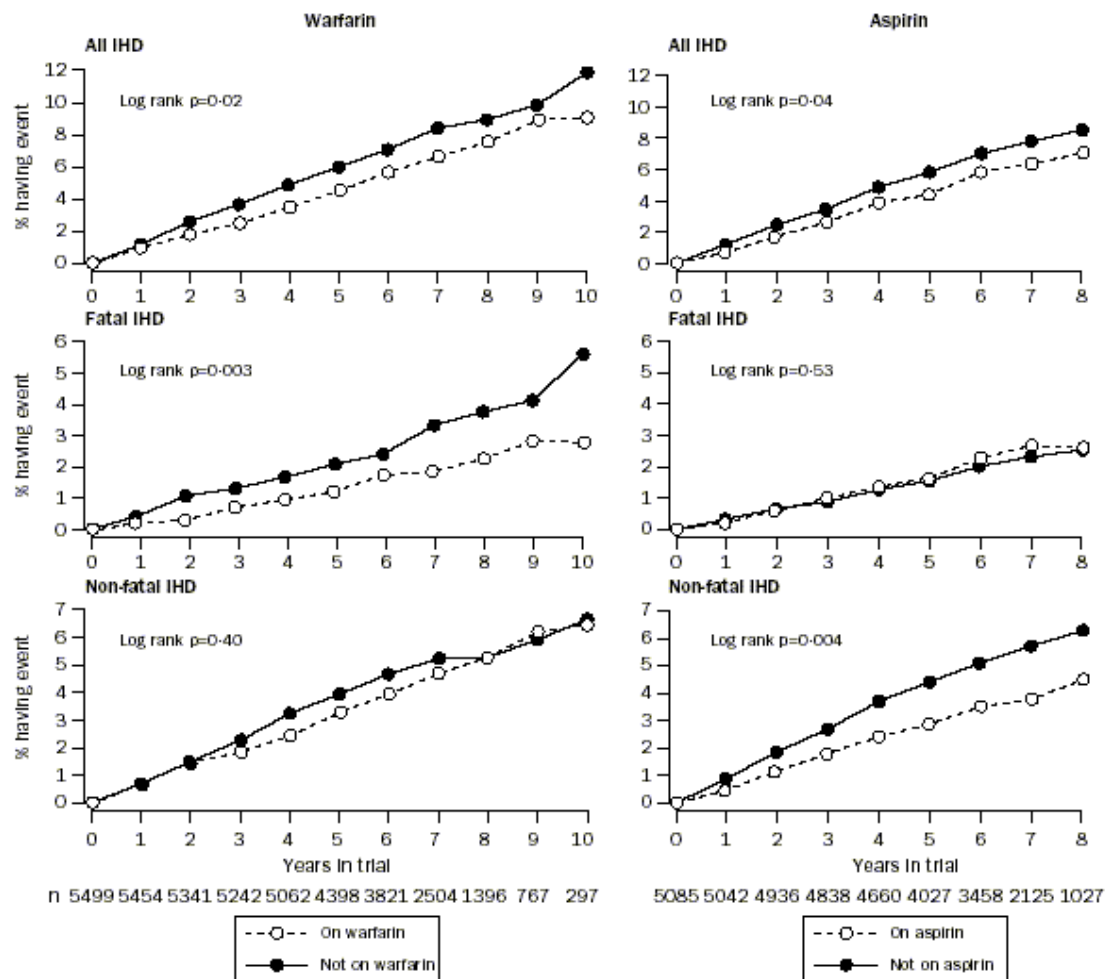 Warfarin
Aspirin
All IHD
All IHD
% having event
12
10
8
6
4
2
0
Log rank p=0·02
0 1 2 3 4 5 6 7 8 9 10
12
10
8
6
4
2
0
Log rank p=0·04
0 1 2 3 4 5 6 7 8
Fatal IHD
Fatal IHD
% having event
6
5
4
3
2
1
0
Log rank p=0·003
0 1 2 3 4 5 6 7 8 9 10
6
5
4
3
2
1
0
Log rank p=0·53
0 1 2 3 4 5 6 7 8
Non-fatal IHD
Non-fatal IHD
% having event
7
6
5
4
3
2
1
0
Log rank p=0·40
0 1 2 3 4 5 6 7 8 9 10
Years in trial
7
6
5
4
3
2
1
0
Log rank p=0·004
0 1 2 3 4 5 6 7 8
Years in trial
n 5499 5454 5341 5242 5062 4398 3821 2504 1396 767 297
5085 5042 4936 4838 4660 4027 3458 2125 1027
On warfarin
Not on warfarin
On aspirin
Not on aspirin